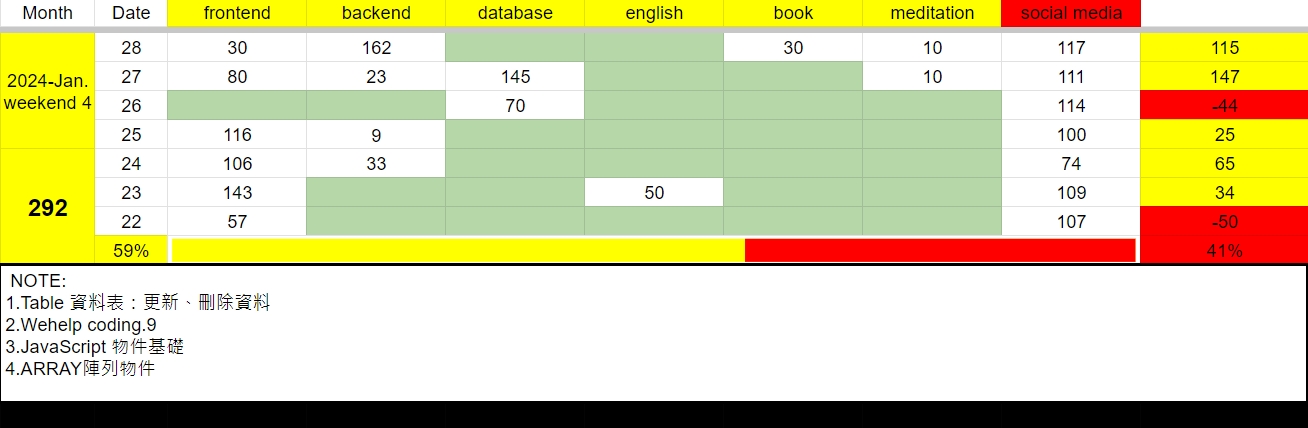 Month Date frontend backend database english book meditation social media
28 30 162 30 10 117 115
2024-Jan. weekend 4
27 80 23 145 10 111 147
26 70 114 -44
25 116 9 100 25
24 106 33 74 65
292
23 143 50 109 34
22 57 107 -50
59% 41%
NOTE:
1.Table 資料表：更新、刪除資料
2.Wehelp coding.9
3.JavaScript 物件基礎
4.ARRAY陣列物件